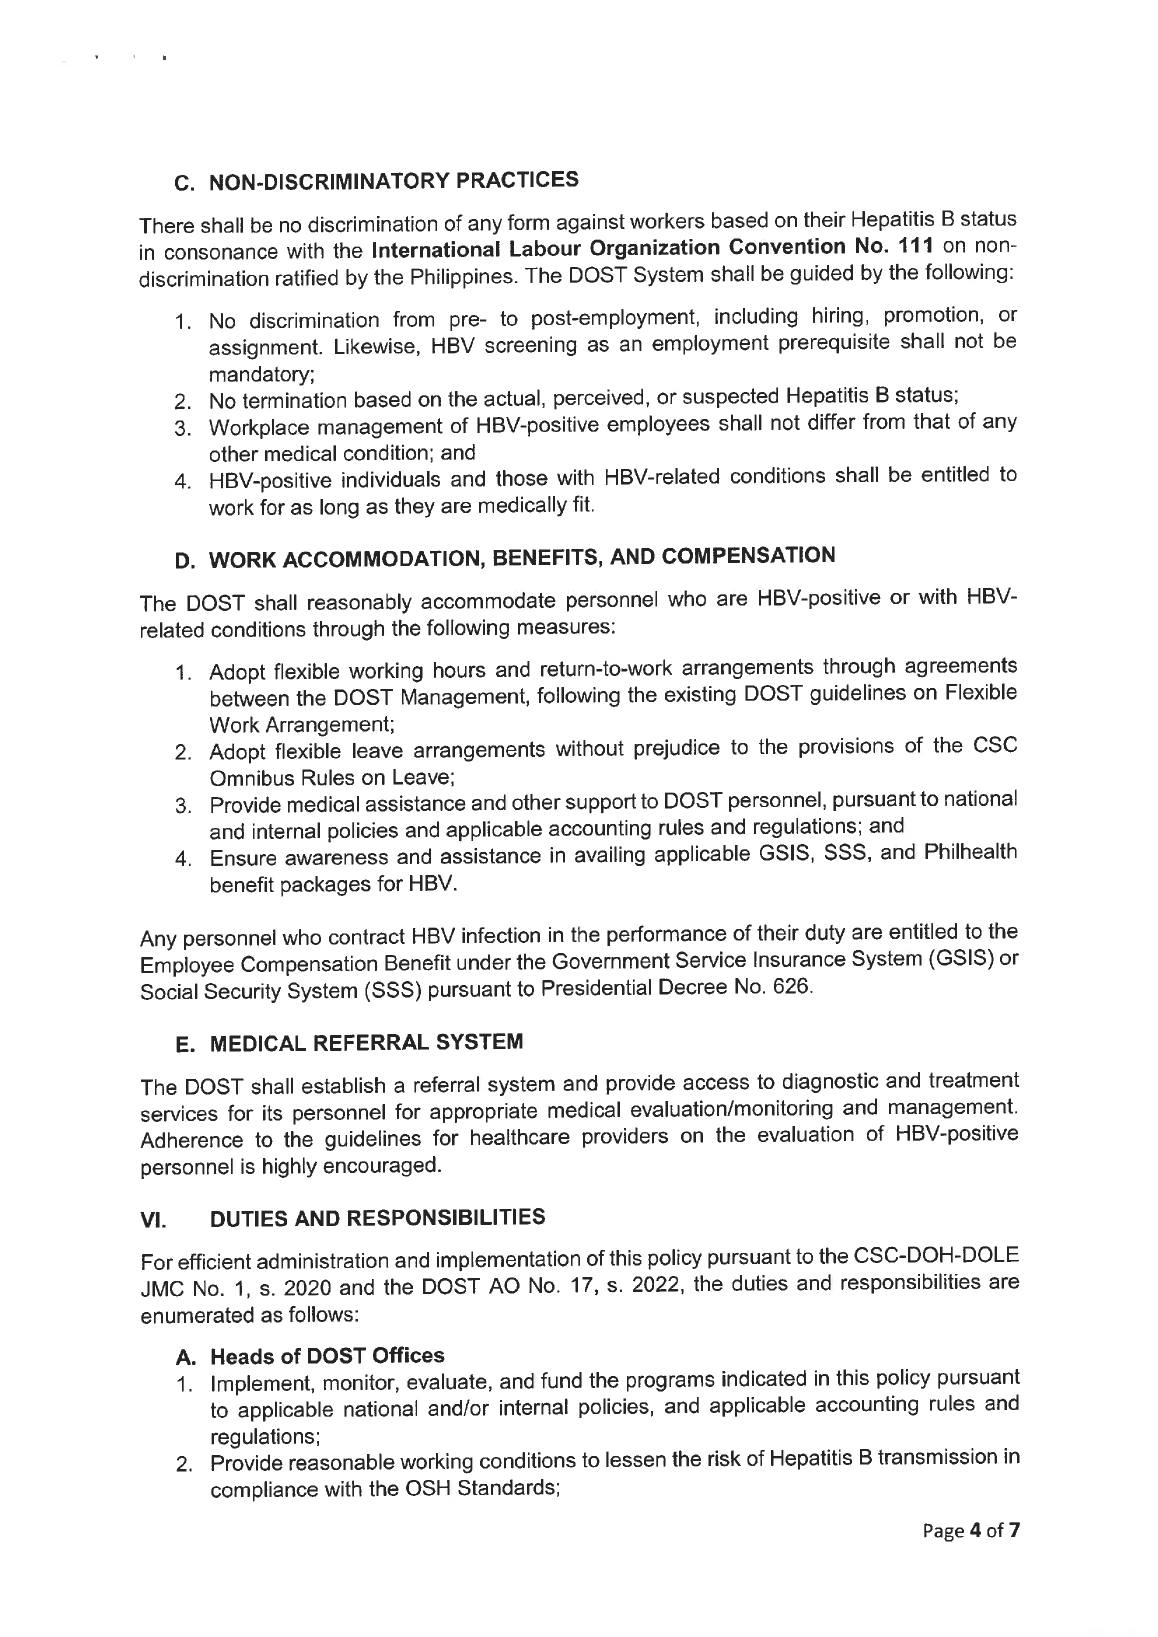 C. NON-DISCRIMINATORY PRACTICES
There shall be no discrimination of any form against workers based on their Hepatitis B status
in consonance with the International Labour Organization Convention No. 111 on non-
discrimination ratified by the Philippines. The DOST System shall be guided by the following:
1. No discrimination from pre- to post-employment, including hiring, promotion, or
assignment. Likewise, HBV screening as an employment prerequisite shall not be
mandatory;
2. No termination based on the actual, perceived, or suspected Hepatitis B status;
3. Workplace management of HBV-positive employees shall not differ from that of any
other medical condition; and
4. HBV-positive individuals and those with HBV-related conditions shall be entitled to
work for as long as they are medically fit.
D. WORK ACCOMMODATION, BENEFITS, AND COMPENSATION
The DOST shall reasonably accommodate personnel who are HBV-positive or with HBV-
related conditions through the following measures:
1. Adopt flexible working hours and return-to-work arrangements through agreements
between the DOST Management, following the existing DOST guidelines on Flexible
Work Arrangement;
2. Adopt flexible leave arrangements without prejudice to the provisions of the CSC
Omnibus Rules on Leave;
3. Provide medical assistance and other support to DOST personnel, pursuant to national
and internal policies and applicable accounting rules and regulations; and
4. Ensure awareness and assistance in availing applicable GSIS, SSS, and Philhealth
benefit packages for HBV.
Any personnel who contract HBV infection in the performance of their duty are entitled to the
Employee Compensation Benefit under the Government Service Insurance System (GSIS) or
Social Security System (SSS) pursuant to Presidential Decree No. 626.
E. MEDICAL REFERRAL SYSTEM
The DOST shall establish a referral system and provide access to diagnostic and treatment
services for its personnel for appropriate medical evaluation/monitoring and management.
Adherence to the guidelines for healthcare providers on the evaluation of HBV-positive
personnel is highly encouraged.
VI. DUTIES AND RESPONSIBILITIES
For efficient administration and implementation of this policy pursuant to the CSC-DOH-DOLE
JMC No. 1, s. 2020 and the DOST AO No. 17, s. 2022, the duties and responsibilities are
enumerated as follows:
A. Heads of DOST Offices
1. Implement, monitor, evaluate, and fund the programs indicated in this policy pursuant
to applicable national and/or internal policies, and applicable accounting rules and
regulations;
2. Provide reasonable working conditions to lessen the risk of Hepatitis B transmission in
compliance with the OSH Standards;
Page 4 of 7